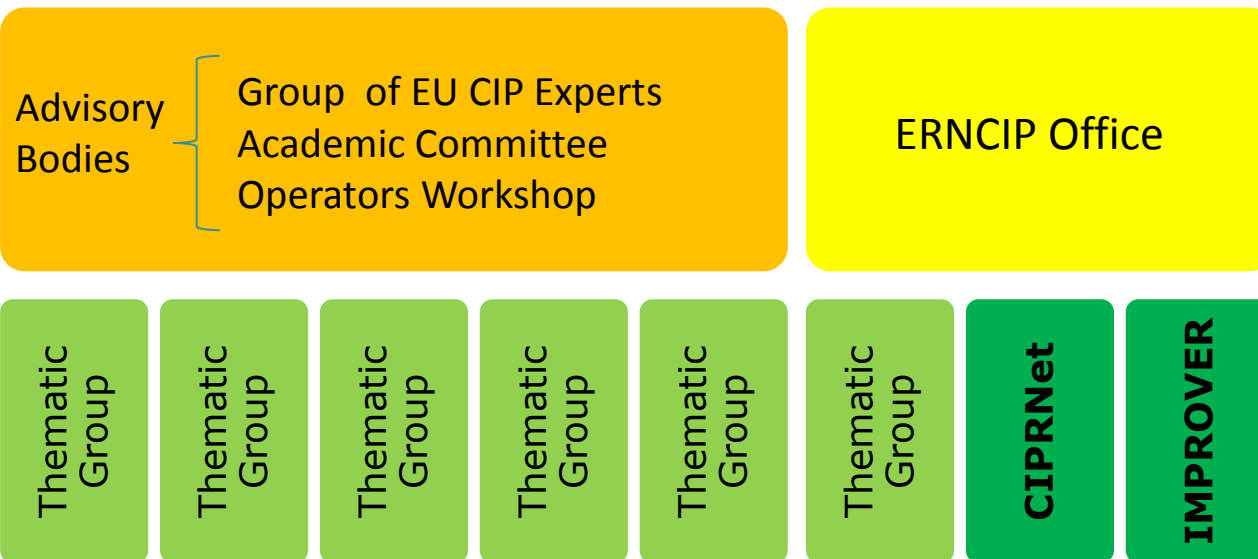 Advisory
Bodies
Group of EU CIP Experts
Academic Committee
Operators Workshop
ERNCIP Office
Thematic
Group
Thematic
Group
Thematic
Group
Thematic
Group
Thematic
Group
Thematic
Group
CIPRNet
IMPROVER